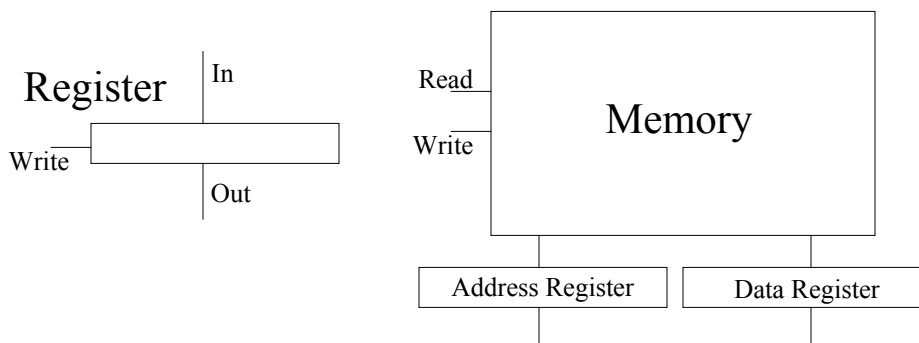 Register
In
Write
Out
Read
Write
Memory
Address Register
Data Register